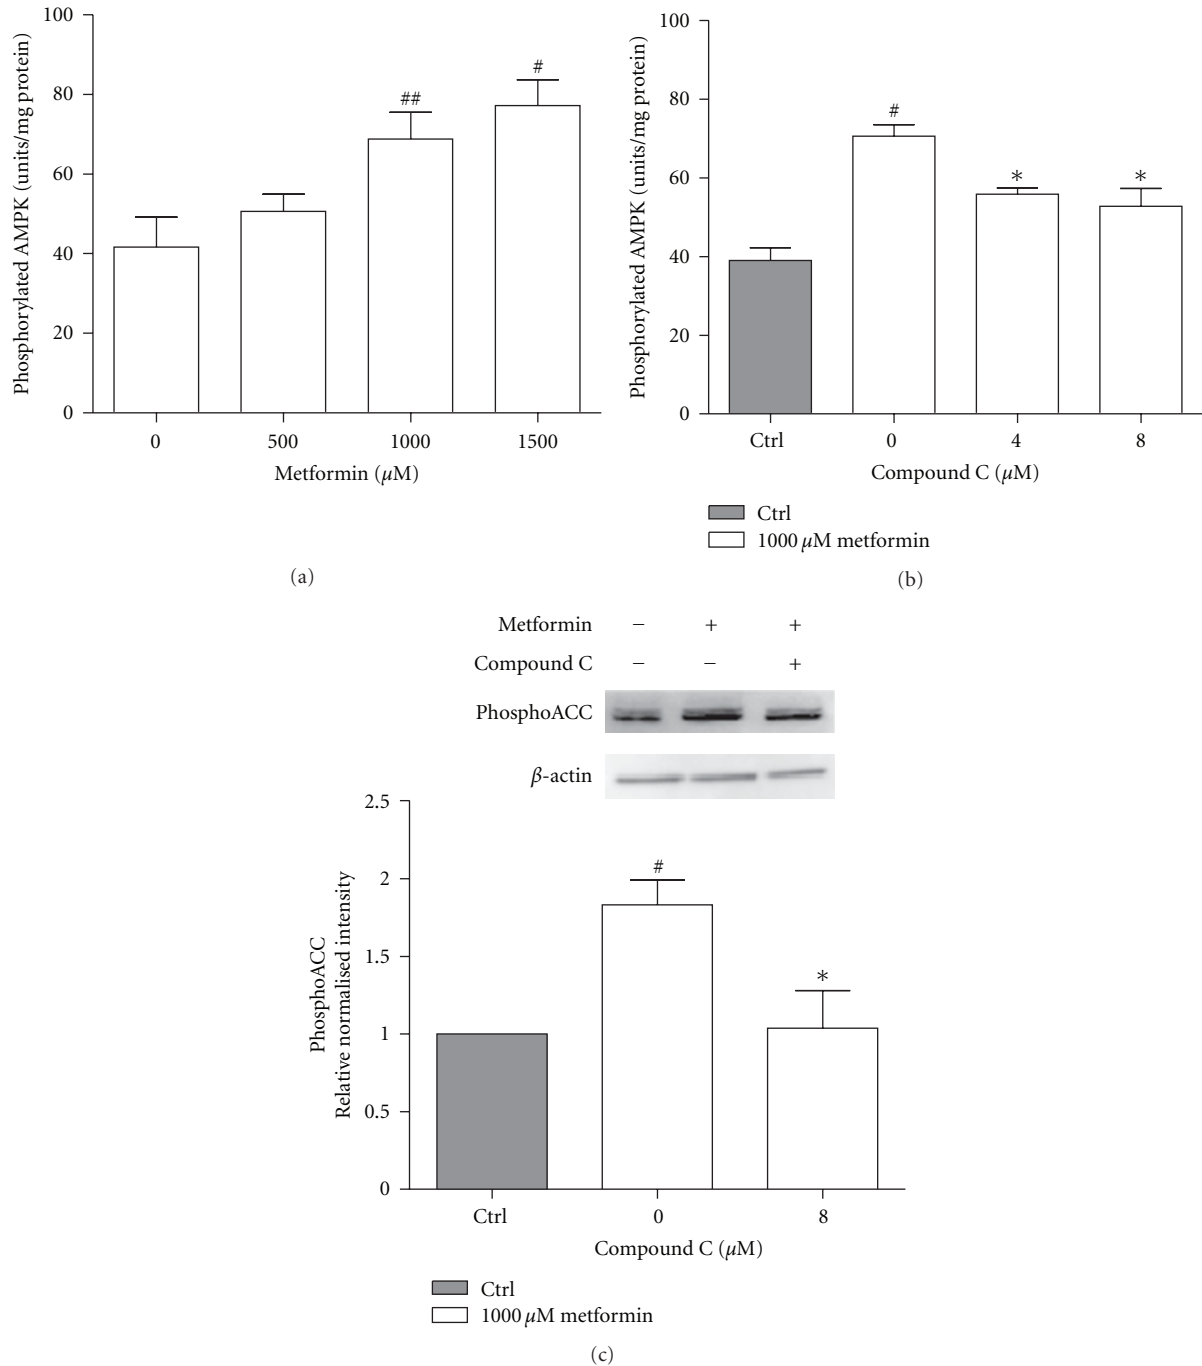 Phosphorylated AMPK (units/mg protein)
100
80
60
40
20
0
##
#
0 500 1000 1500
Metformin (μM)
(a)
Phosphorylated AMPK (units/mg protein)
100
80
60
40
20
0
#
*
*
Ctrl 0 4 8
Compound C (μM)
Ctrl
1000 μM metformin
(b)
Metformin − + +
Compound C − − +
PhosphoACC
β-actin
PhosphoACC
Relative normalised intensity
2.5
2
1.5
1
0.5
0
#
*
Ctrl 0 8
Compound C (μM)
Ctrl
1000 μM metformin
(c)